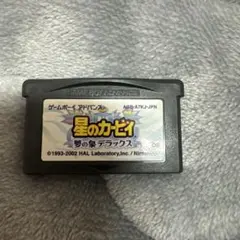 ゲームボーイ アドバンス
AGB-A7KJ-JPN
星のカービィ
夢の泉デラックス
©1993-2002 HAL Laboratory,Inc./Nintendo